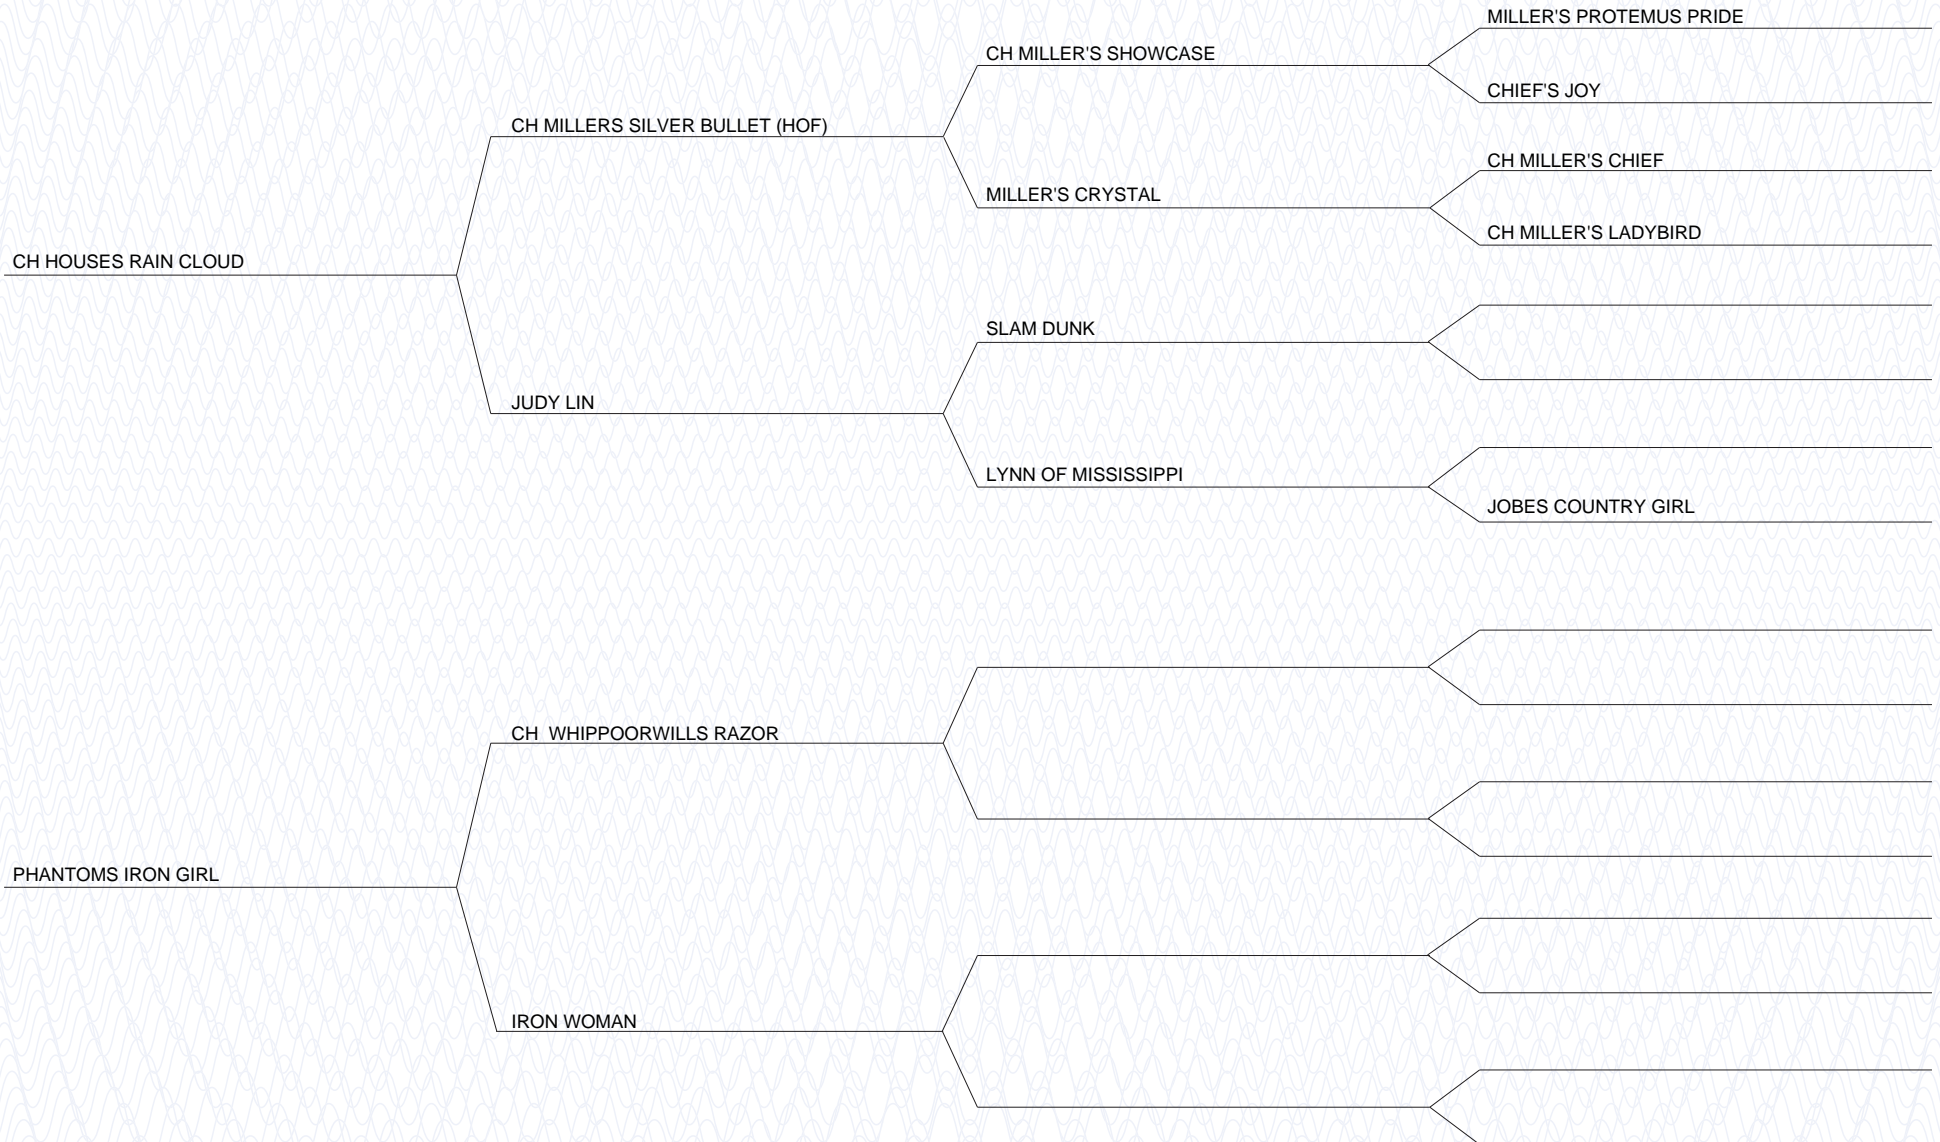 MILLER'S PROTEMUS PRIDE
CH MILLER'S SHOWCASE
CHIEF'S JOY
CH MILLERS SILVER BULLET (HOF)
CH MILLER'S CHIEF
MILLER'S CRYSTAL
CH MILLER'S LADYBIRD
CH HOUSES RAIN CLOUD
SLAM DUNK
JUDY LIN
LYNN OF MISSISSIPPI
JOBES COUNTRY GIRL
CH  WHIPPOORWILLS RAZOR
PHANTOMS IRON GIRL
IRON WOMAN